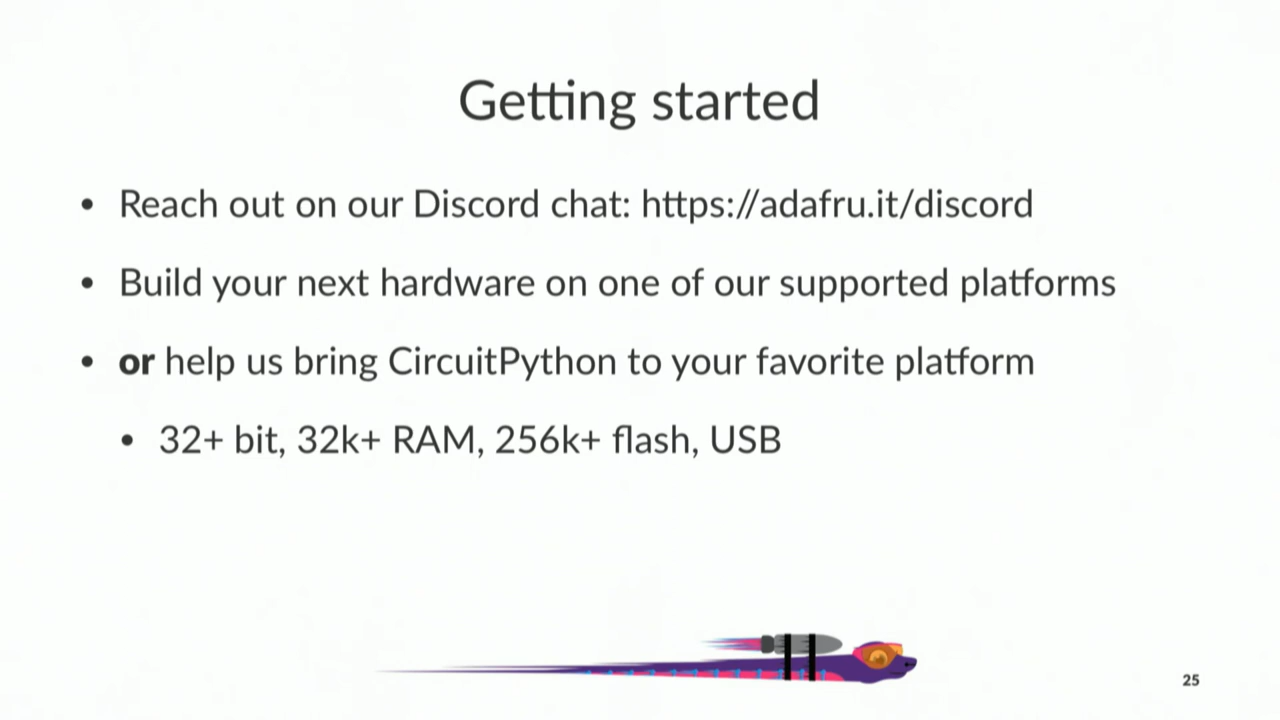 Getting started
• Reach out on our Discord chat: https://adafru.it/discord
• Build your next hardware on one of our supported platforms
• or help us bring CircuitPython to your favorite platform
• 32+ bit, 32k+ RAM, 256k+ flash, USB
25